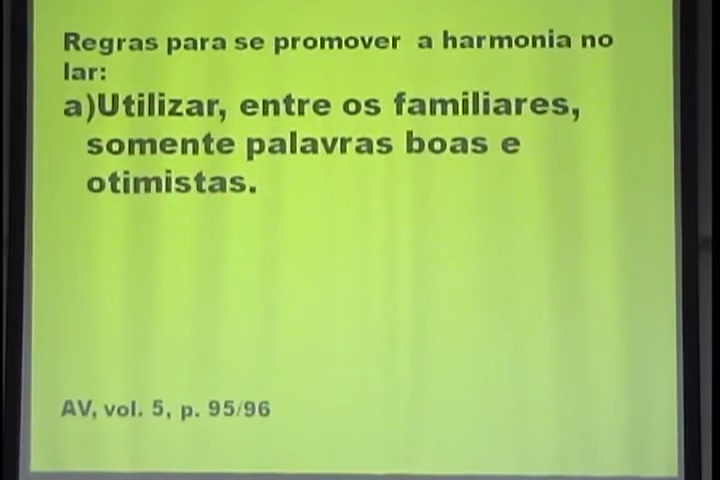 Regras para se promover a harmonia no
lar:
a)Utilizar, entre os familiares,
somente palavras boas e
otimistas.
AV, vol. 5, p. 95/96